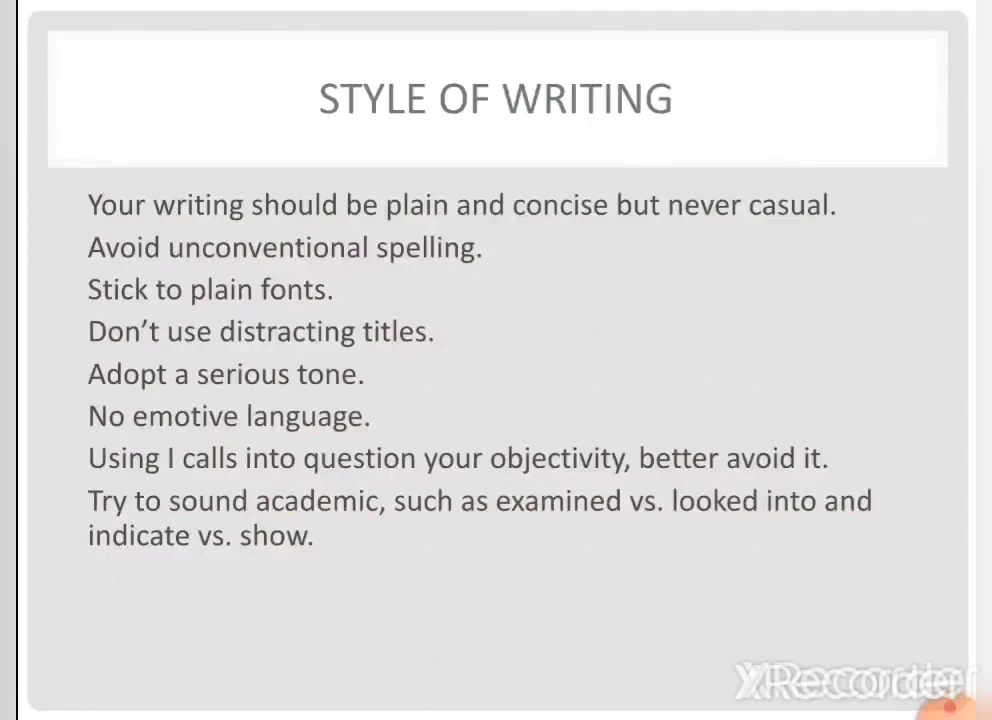 STYLE OF WRITING
Your writing should be plain and concise but never casual.
Avoid unconventional spelling.
Stick to plain fonts.
Don’t use distracting titles.
Adopt a serious tone.
No emotive language.
Using I calls into question your objectivity, better avoid it.
Try to sound academic, such as examined vs. looked into and
indicate vs. show.
XRecorder